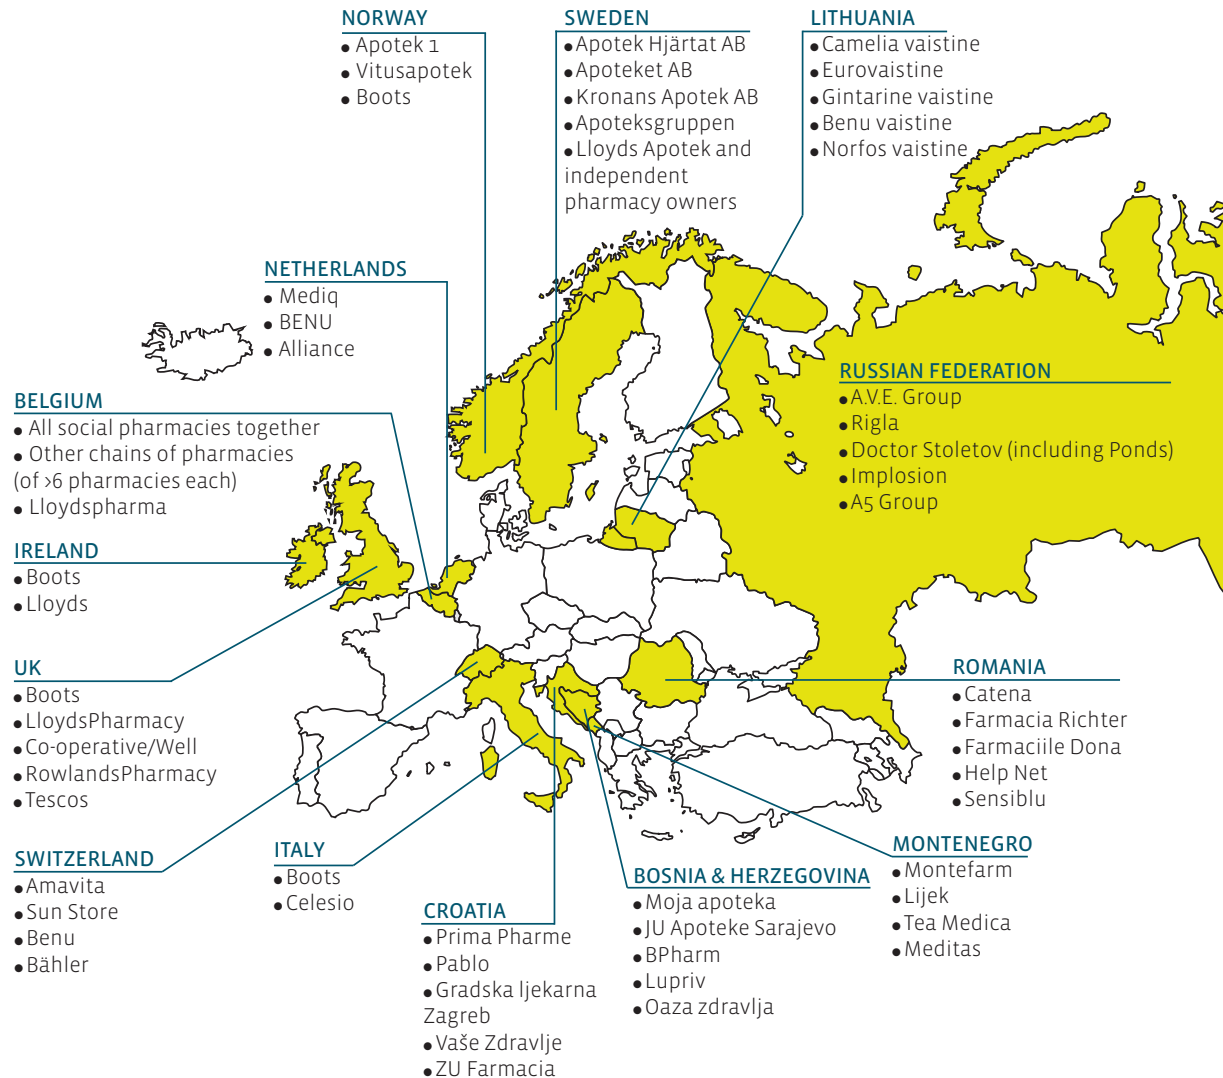 NORWAY
• Apotek 1
• Vitusapotek
• Boots
SWEDEN
• Apotek Hjärtat AB
• Apoteket AB
• Kronans Apotek AB
• Apoteksgruppen
• Lloyds Apotek and
independent
pharmacy owners
LITHUANIA
• Camelia vaistine
• Eurovaistine
• Gintarine vaistine
• Benu vaistine
• Norfos vaistine
NETHERLANDS
• Mediq
• BENU
• Alliance
RUSSIAN FEDERATION
• A.V.E. Group
• Rigla
• Doctor Stoletov (including Ponds)
• Implosion
• A5 Group
BELGIUM
• All social pharmacies together
• Other chains of pharmacies
(of >6 pharmacies each)
• Lloydspharma
IRELAND
• Boots
• Lloyds
UK
• Boots
• LloydsPharmacy
• Co-operative/Well
• RowlandsPharmacy
• Tescos
ROMANIA
• Catena
• Farmacia Richter
• Farmaciile Dona
• Help Net
• Sensiblu
SWITZERLAND
• Amavita
• Sun Store
• Benu
• Bähler
ITALY
• Boots
• Celesio
CROATIA
• Prima Pharme
• Pablo
• Gradska ljekarna
Zagreb
• Vaše Zdravlje
• ZU Farmacia
BOSNIA & HERZEGOVINA
• Moja apoteka
• JU Apoteke Sarajevo
• BPharm
• Lupriv
• Oaza zdravlja
MONTENEGRO
• Montefarm
• Lijek
• Tea Medica
• Meditas